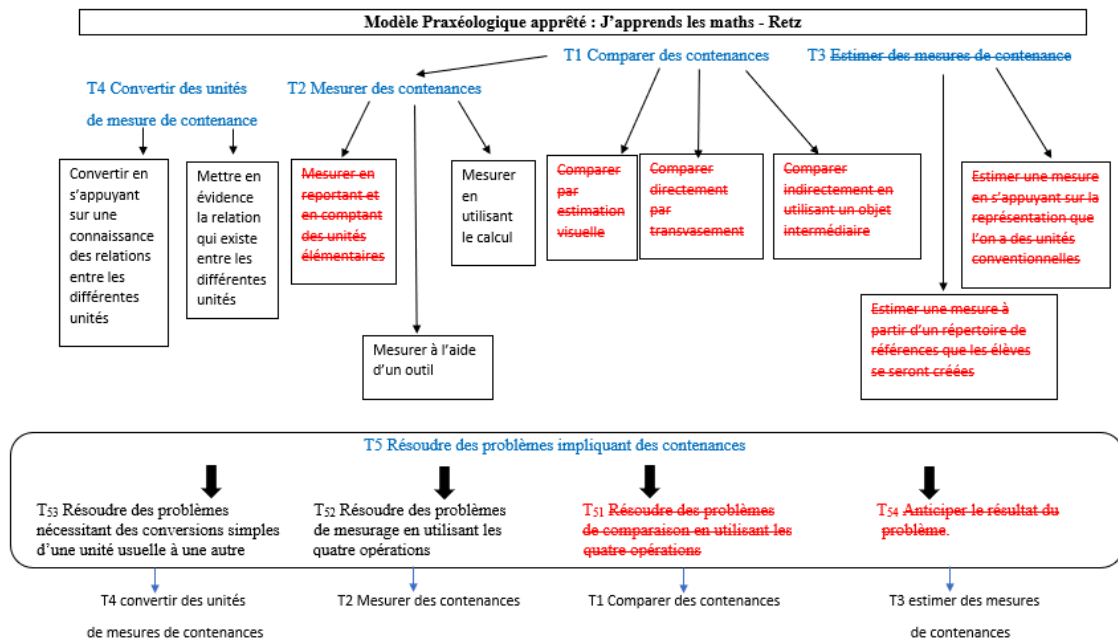 Modèle Praxéologique apprêté : J’apprends les maths - Retz
T1 Comparer des contenances
T3 Estimer des mesures de contenance
T4 Convertir des unités
de mesure de contenance
T2 Mesurer des contenances
Convertir en
s’appuyant
sur une
connaissance
des relations
entre les
différentes
unités
Mettre en
évidence
la relation
qui existe
entre les
différentes
unités
Mesurer en
reportant et
en comptant
des unités
élémentaires
Mesurer
en
utilisant
le calcul
Comparer
par
estimation
visuelle
Comparer
directement
par
transvasement
Comparer
indirectement en
utilisant un objet
intermédiaire
Estimer une mesure
en s’appuyant sur la
représentation que
l’on a des unités
conventionnelles
Mesurer à l’aide
d’un outil
Estimer une mesure à
partir d’un répertoire de
références que les élèves
se seront créées
T5 Résoudre des problèmes impliquant des contenances
T53 Résoudre des problèmes
nécessitant des conversions simples
d’une unité usuelle à une autre
T52 Résoudre des problèmes
de mesurage en utilisant les
quatre opérations
T51 Résoudre des problèmes
de comparaison en utilisant les
quatre opérations
T54 Anticiper le résultat du
problème.
T4 convertir des unités
de mesures de contenances
T2 Mesurer des contenances
T1 Comparer des contenances
T3 estimer des mesures
de contenances